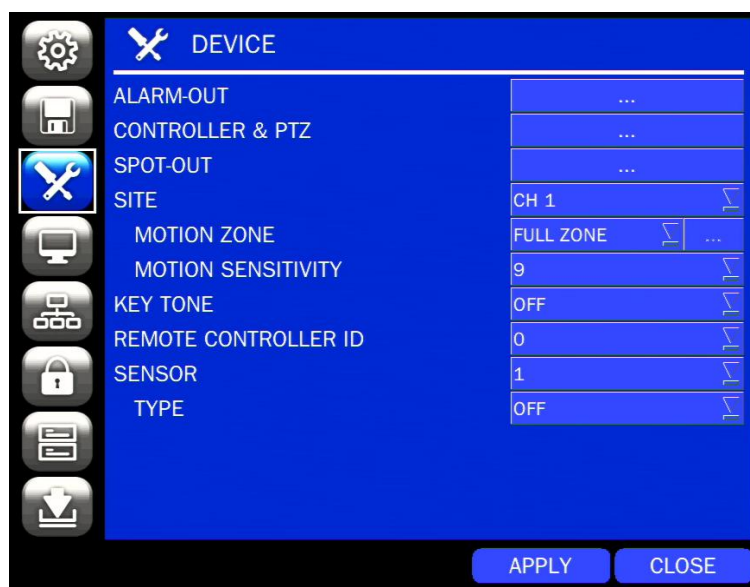 DEVICE
ALARM-OUT ...
CONTROLLER & PTZ ...
SPOT-OUT ...
SITE CH 1
MOTION ZONE FULL ZONE ...
MOTION SENSITIVITY 9
KEY TONE OFF
REMOTE CONTROLLER ID 0
SENSOR 1
TYPE OFF
APPLY CLOSE